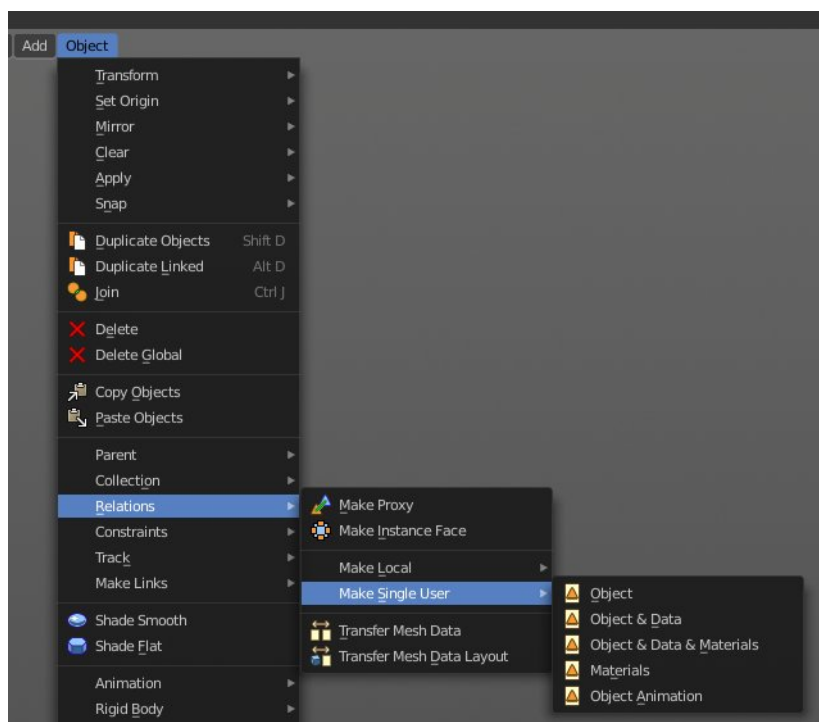 Add Object
Transform
Set Origin
Mirror
Clear
Apply
Snap
Duplicate Objects Shift D
Duplicate Linked Alt D
Join Ctrl J
Delete
Delete Global
Copy Objects
Paste Objects
Parent
Collection
Relations
Constraints
Track
Make Links
Shade Smooth
Shade Flat
Animation
Rigid Body
Make Proxy
Make Instance Face
Make Local
Make Single User
Transfer Mesh Data
Transfer Mesh Data Layout
Object
Object & Data
Object & Data & Materials
Materials
Object Animation